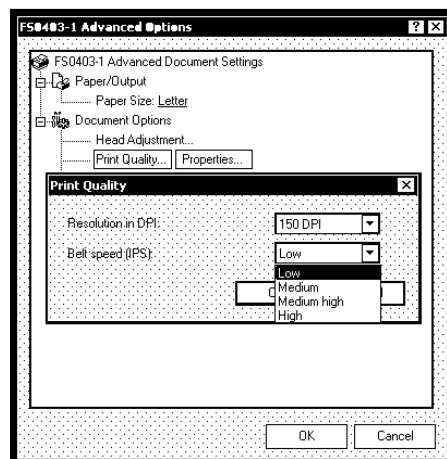 FS0403-1 Advanced Options
FS0403-1 Advanced Document Settings
Paper/Output
Paper Size: Letter
Document Options
Head Adjustment...
Print Quality... Properties...
Print Quality
Resolution in DPI: 150 DPI
Belt speed (IPS): Low
Low
Medium
Medium high
High
OK Cancel